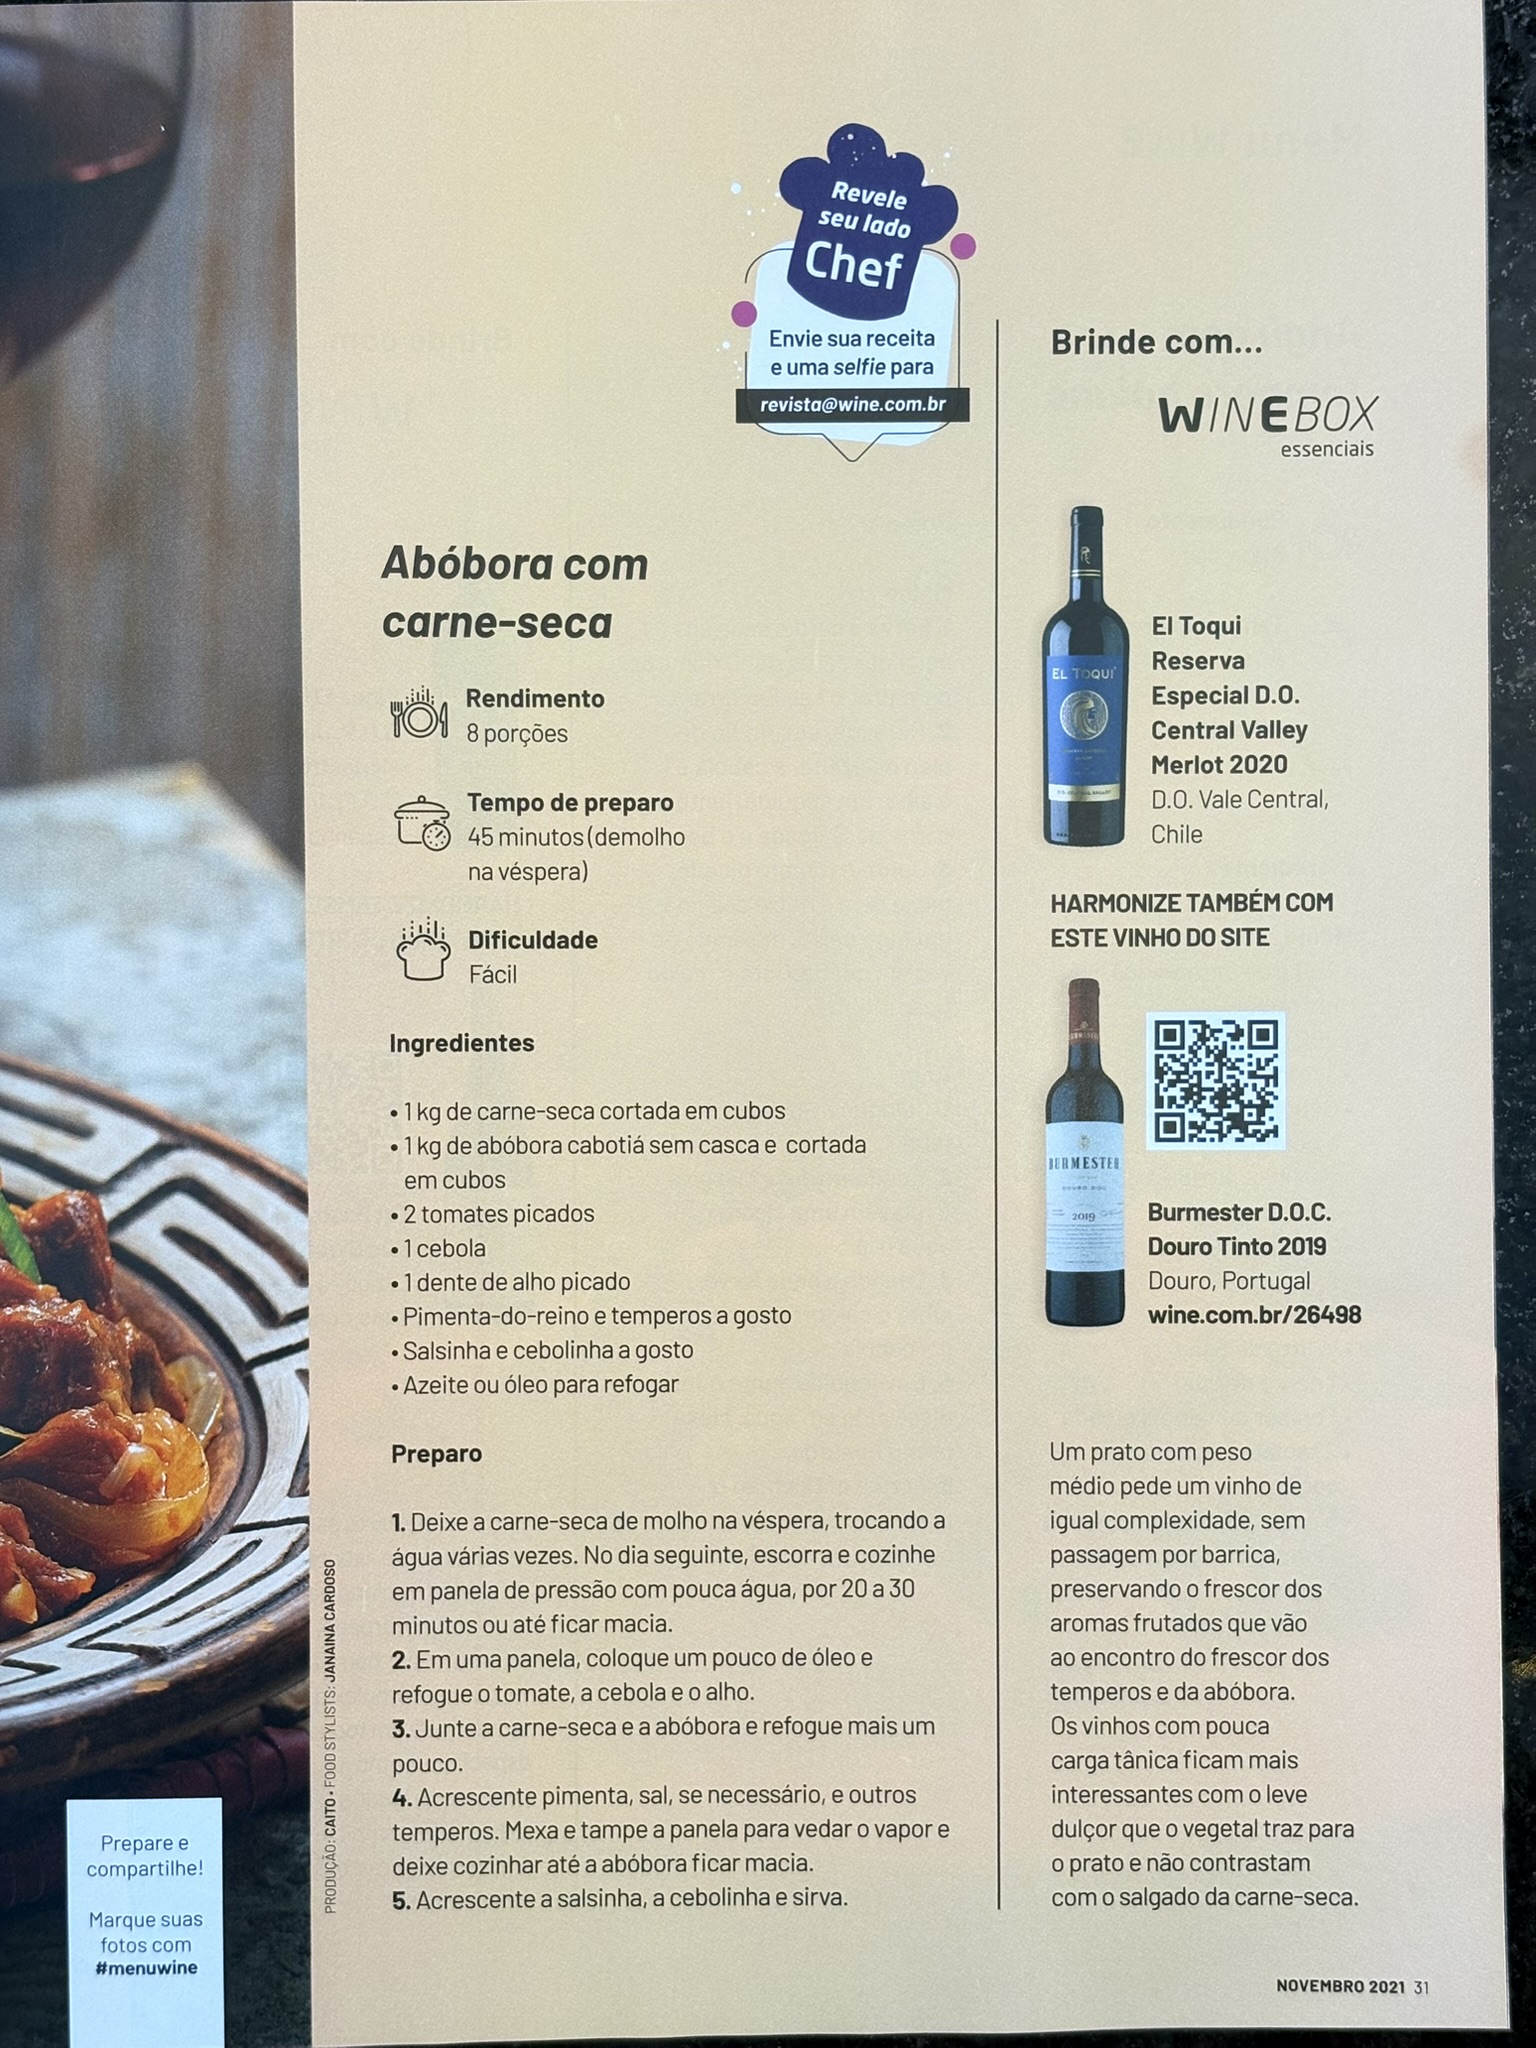 Revele
seu lado
Chef
Envie sua receita
e uma selfie para
revista@wine.com.br
Abóbora com
carne-seca
Rendimento
8 porções
Tempo de preparo
45 minutos (demolho
na véspera)
Dificuldade
Fácil
Ingredientes
• 1 kg de carne-seca cortada em cubos
• 1 kg de abóbora cabotiá sem casca e cortada
em cubos
• 2 tomates picados
• 1 cebola
• 1 dente de alho picado
• Pimenta-do-reino e temperos a gosto
• Salsinha e cebolinha a gosto
• Azeite ou óleo para refogar
Preparo
1. Deixe a carne-seca de molho na véspera, trocando a
água várias vezes. No dia seguinte, escorra e cozinhe
em panela de pressão com pouca água, por 20 a 30
minutos ou até ficar macia.
2. Em uma panela, coloque um pouco de óleo e
refogue o tomate, a cebola e o alho.
3. Junte a carne-seca e a abóbora e refogue mais um
pouco.
4. Acrescente pimenta, sal, se necessário, e outros
temperos. Mexa e tampe a panela para vedar o vapor e
deixe cozinhar até a abóbora ficar macia.
5. Acrescente a salsinha, a cebolinha e sirva.
PRODUÇÃO: CAITO • FOOD STYLISTS: JANAINA CARDOSO
Prepare e
compartilhe!
Marque suas
fotos com
#menuwine
Brinde com...
WINEBOX
essenciais
EL TOQUI
El Toqui
Reserva
Especial D.O.
Central Valley
Merlot 2020
D.O. Vale Central,
Chile
HARMONIZE TAMBÉM COM
ESTE VINHO DO SITE
BURMESTER
DOURO DOC
2019
Burmester D.O.C.
Douro Tinto 2019
Douro, Portugal
wine.com.br/26498
Um prato com peso
médio pede um vinho de
igual complexidade, sem
passagem por barrica,
preservando o frescor dos
aromas frutados que vão
ao encontro do frescor dos
temperos e da abóbora.
Os vinhos com pouca
carga tânica ficam mais
interessantes com o leve
dulçor que o vegetal traz para
o prato e não contrastam
com o salgado da carne-seca.
NOVEMBRO 2021 31